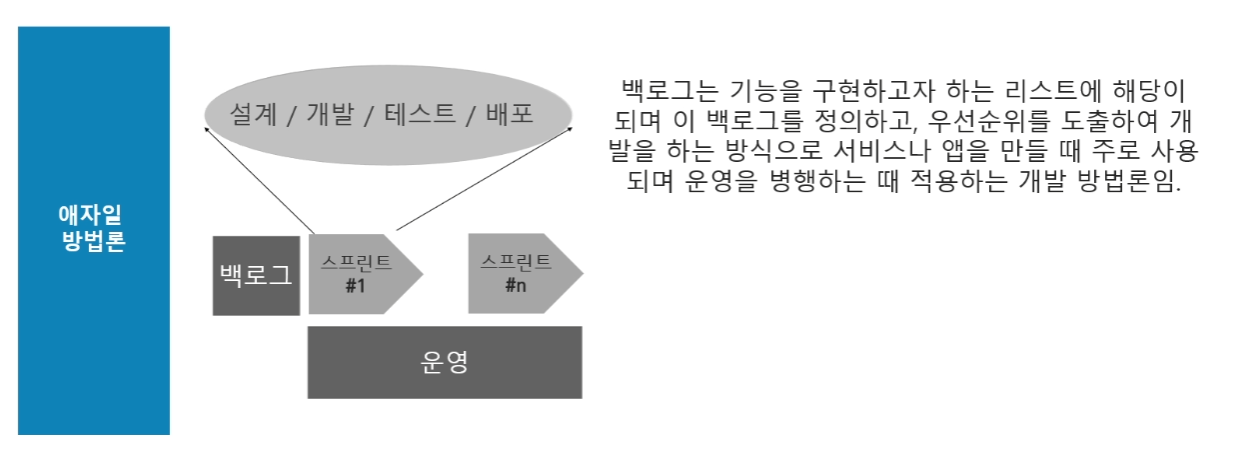 애자일
방법론
설계 / 개발 / 테스트 / 배포
백로그
스프린트
#1
스프린트
#n
운영
백로그는 기능을 구현하고자 하는 리스트에 해당이
되며 이 백로그를 정의하고, 우선순위를 도출하여 개
발을 하는 방식으로 서비스나 앱을 만들 때 주로 사용
되며 운영을 병행하는 때 적용하는 개발 방법론임.